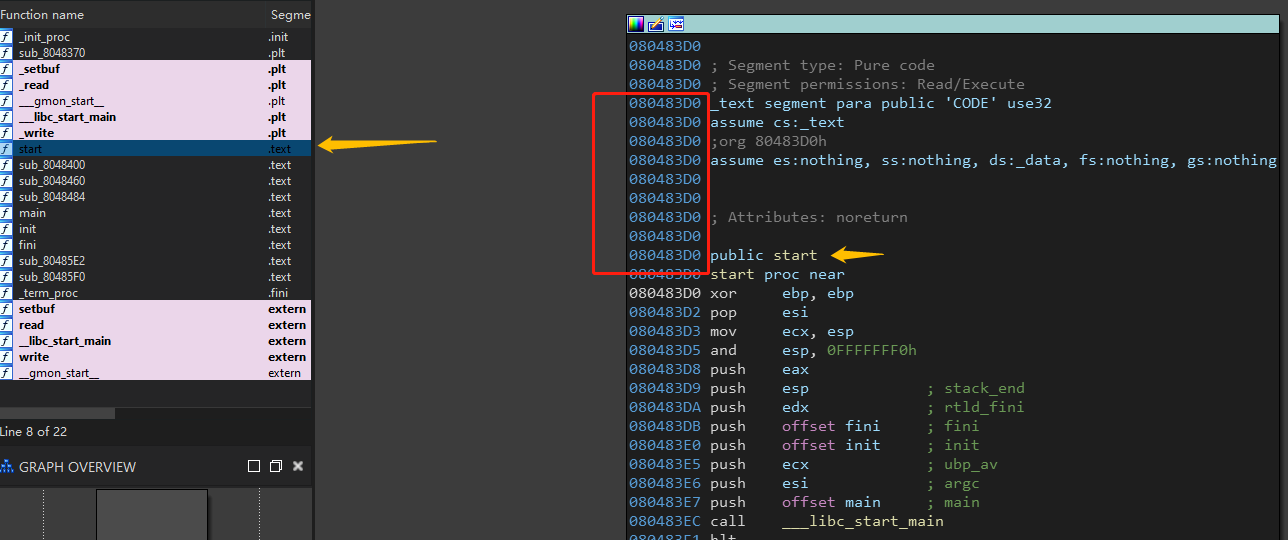 Function name Segme
_init_proc .init
sub_8048370 .plt
_setbuf .plt
_read .plt
___gmon_start__ .plt
___libc_start_main .plt
_write .plt
start .text
sub_8048400 .text
sub_8048460 .text
sub_8048484 .text
main .text
init .text
fini .text
sub_80485E2 .text
sub_80485F0 .text
_term_proc .fini
setbuf extern
read extern
__libc_start_main extern
write extern
__gmon_start__ extern
Line 8 of 22
GRAPH OVERVIEW
080483D0
080483D0 ; Segment type: Pure code
080483D0 ; Segment permissions: Read/Execute
080483D0 _text segment para public 'CODE' use32
080483D0 assume cs:_text
080483D0 ;org 80483D0h
080483D0 assume es:nothing, ss:nothing, ds:_data, fs:nothing, gs:nothing
080483D0
080483D0
080483D0 ; Attributes: noreturn
080483D0
080483D0 public start
080483D0 start proc near
080483D0 xor ebp, ebp
080483D2 pop esi
080483D3 mov ecx, esp
080483D5 and esp, 0FFFFFFF0h
080483D8 push eax
080483D9 push esp ; stack_end
080483DA push edx ; rtld_fini
080483DB push offset fini ; fini
080483E0 push offset init ; init
080483E5 push ecx ; ubp_av
080483E6 push esi ; argc
080483E7 push offset main ; main
080483EC call ___libc_start_main
080483F1 hlt